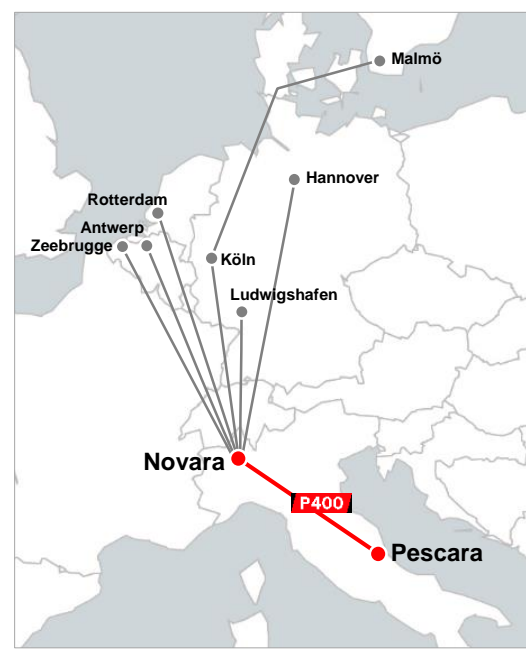 Malmö
Hannover
Rotterdam
Antwerp
Zeebrugge
Köln
Ludwigshafen
Novara
P400
Pescara